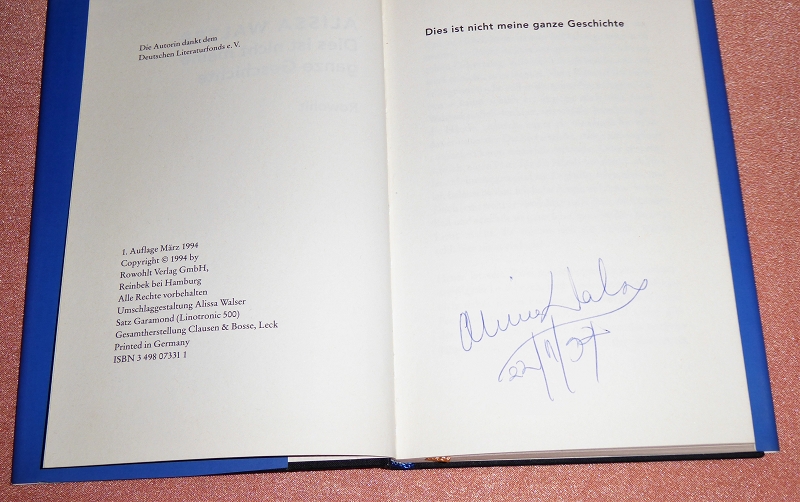 Die Autorin dankt dem
Deutschen Literaturfonds e. V.
1. Auflage März 1994
Copyright © 1994 by
Rowohlt Verlag GmbH,
Reinbek bei Hamburg
Alle Rechte vorbehalten
Umschlaggestaltung Alissa Walser
Satz Garamond (Linotronic 500)
Gesamtherstellung Clausen & Bosse, Leck
Printed in Germany
ISBN 3 498 07331 1
Dies ist nicht meine ganze Geschichte